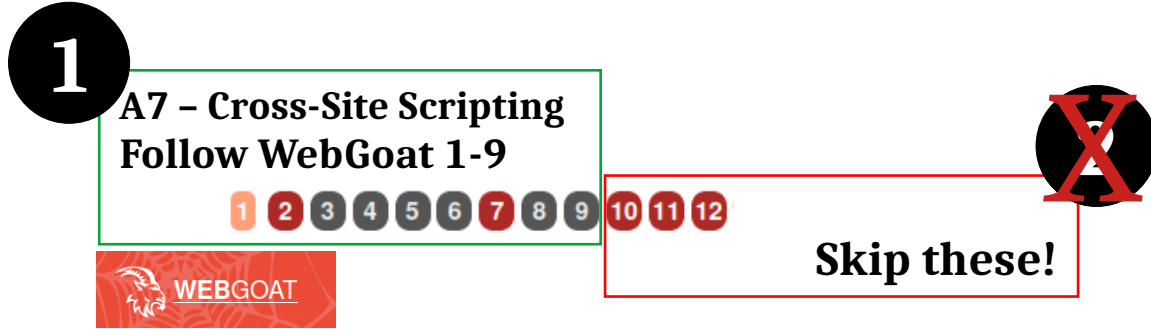 1
A7 – Cross-Site Scripting
Follow WebGoat 1-9
1 2 3 4 5 6 7 8 9 10 11 12
Skip these!
WEBGOAT